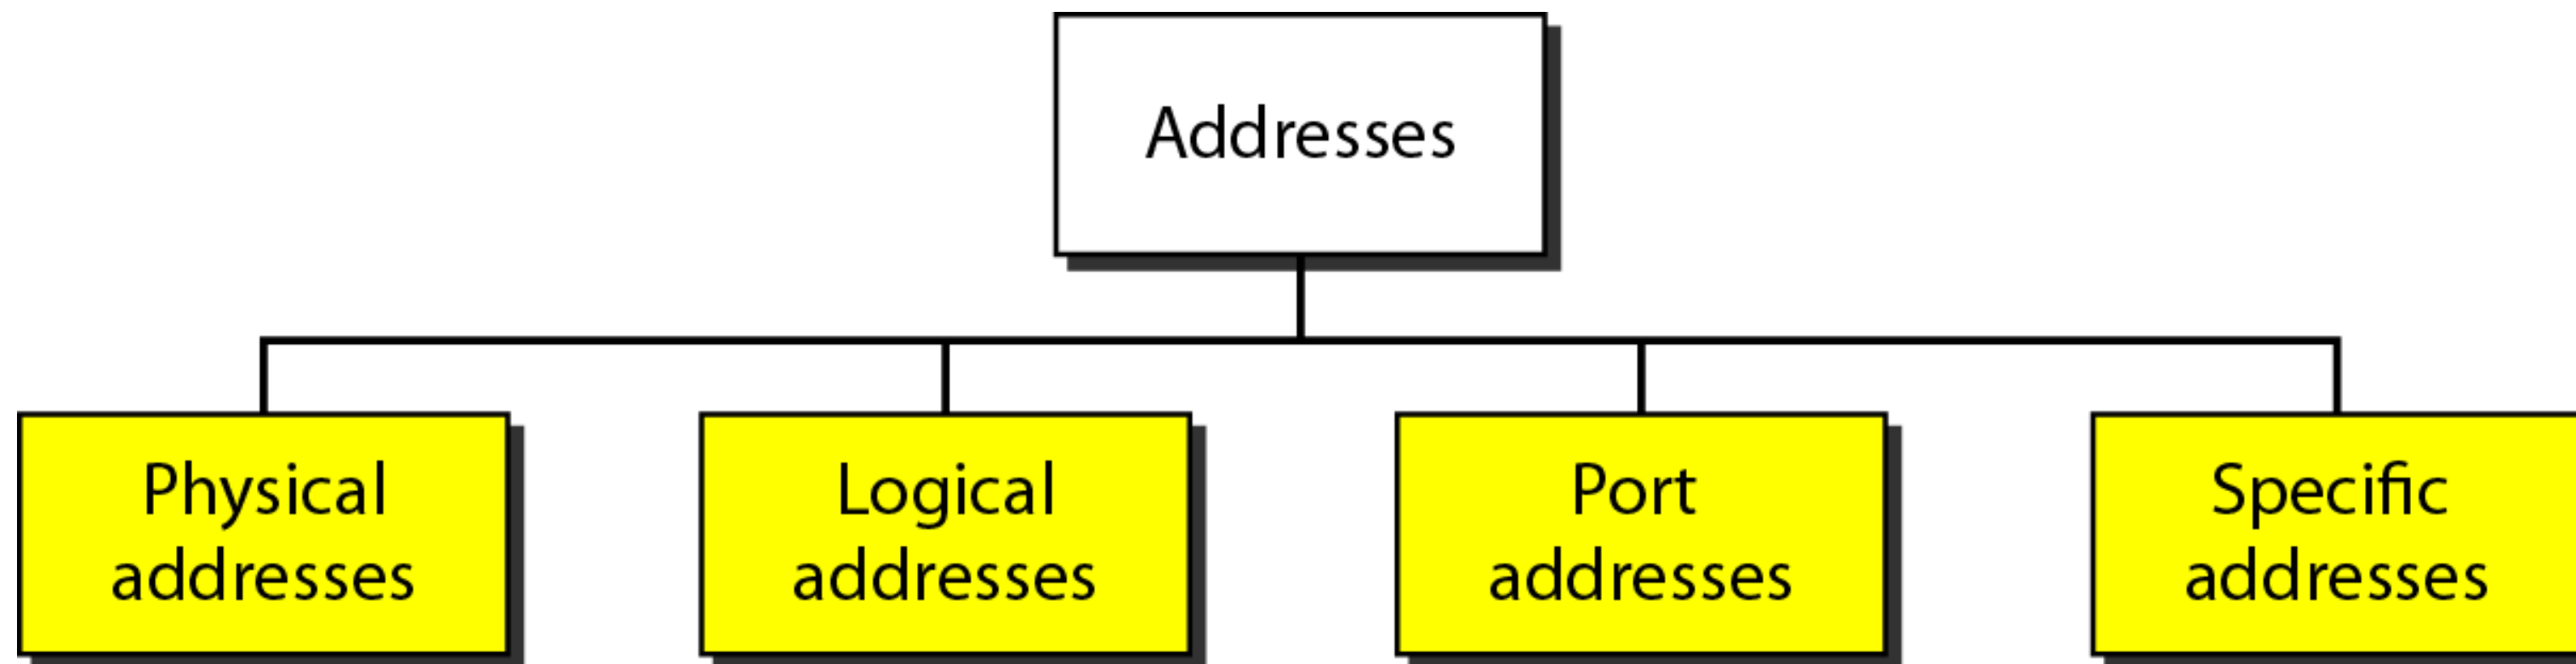 Addresses
Physical
addresses
Logical
addresses
Port
addresses
Specific
addresses